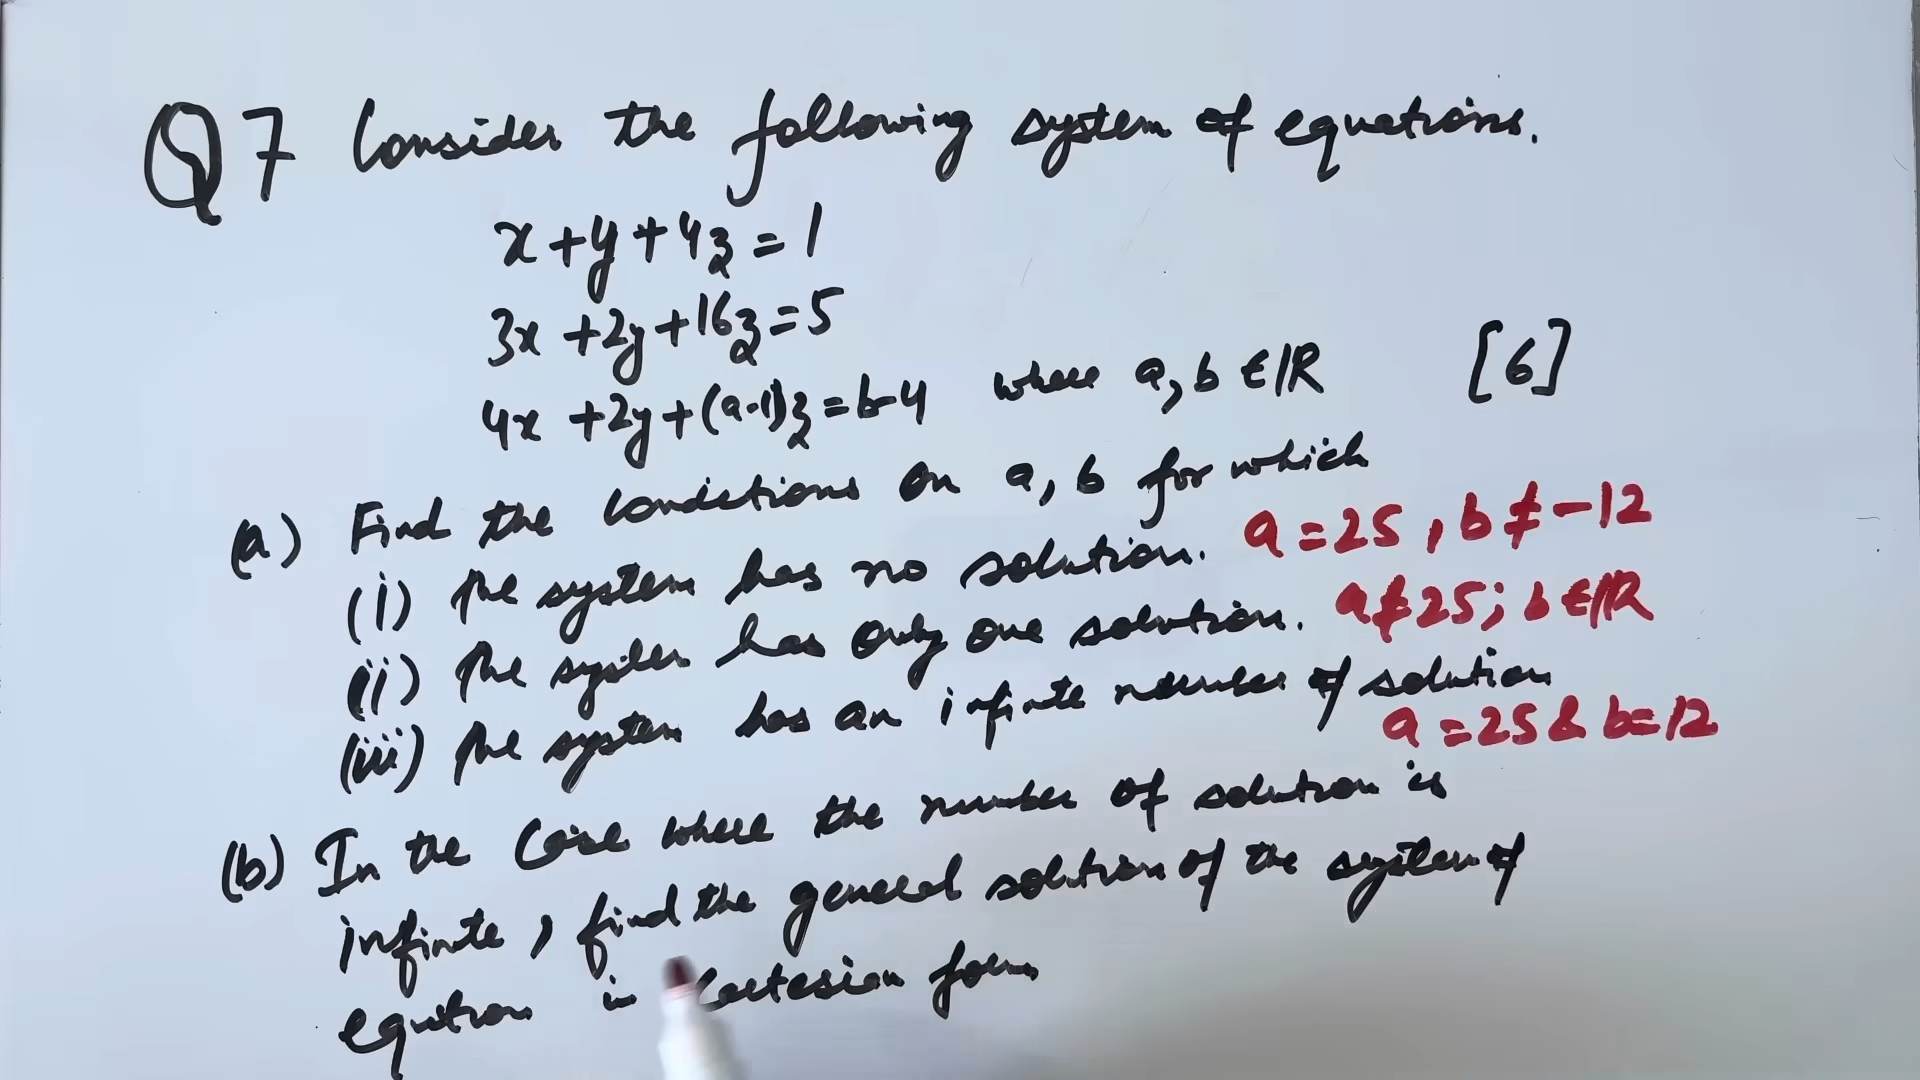 Q7 Consider the following system of equations.
x+y+4z=1
3x+2y+16z=5
4x+2y+(a-1)z=b-4 where a, b ∈ ℝ [6]
(a) Find the conditions on a, b for which
(i) the system has no solution. a=25, b≠-12
(ii) the system has only one solution. a≠25; b∈ℝ
(iii) the system has an infinite number of solution
a=25 & b=12
(b) In the case where the number of solution is
infinite, find the general solution of the system of
eqution in Cartesian form